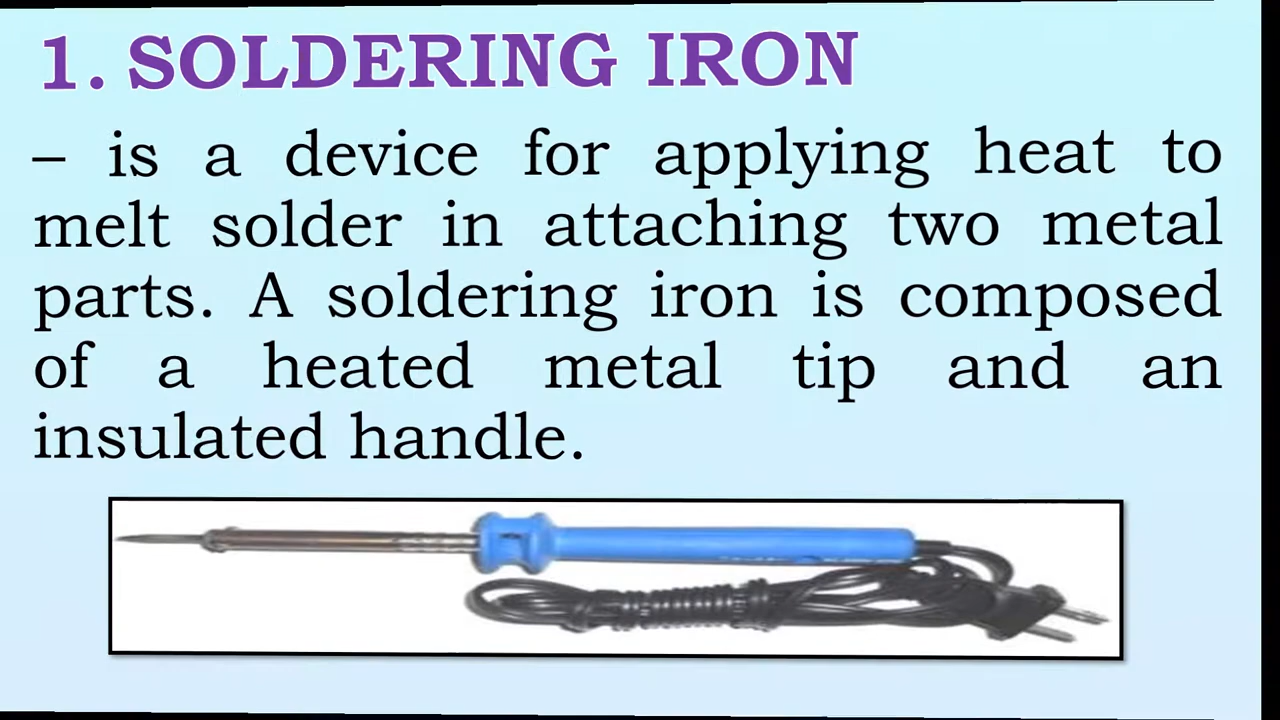 1. SOLDERING IRON
– is a device for applying heat to
melt solder in attaching two metal
parts. A soldering iron is composed
of a heated metal tip and an
insulated handle.